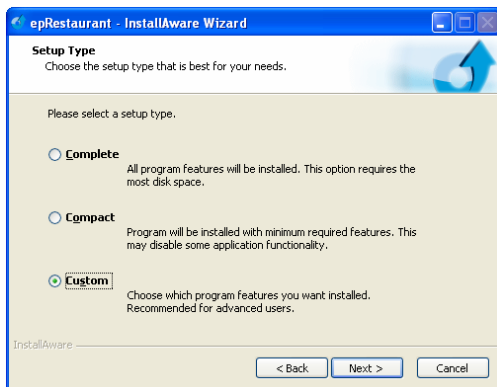 epRestaurant - InstallAware Wizard
Setup Type
Choose the setup type that is best for your needs.
Please select a setup type.
Complete
All program features will be installed. This option requires the
most disk space.
Compact
Program will be installed with minimum required features. This
may disable some application functionality.
Custom
Choose which program features you want installed.
Recommended for advanced users.
InstallAware
< Back Next > Cancel